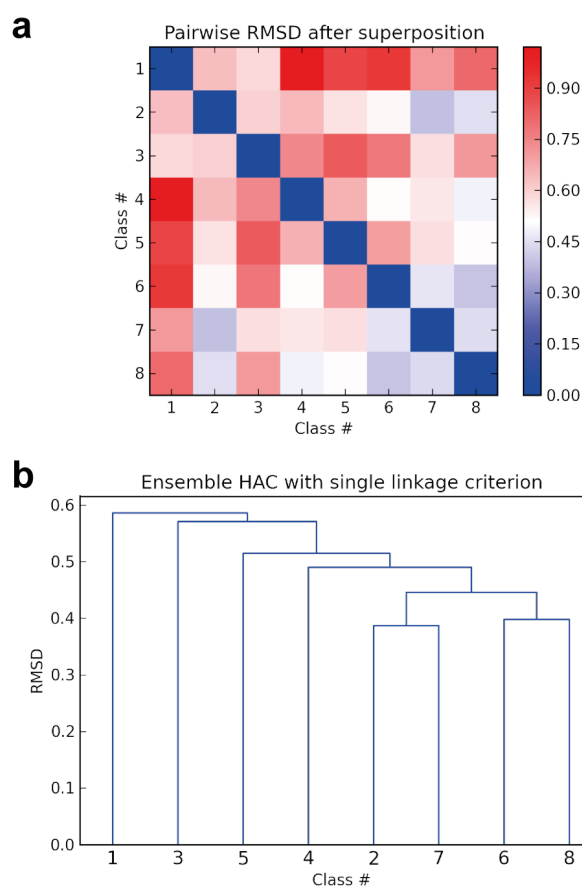 a
Pairwise RMSD after superposition
1
2
3
4
5
6
7
8
Class #
1 2 3 4 5 6 7 8
Class #
0.90
0.75
0.60
0.45
0.30
0.15
0.00
b
Ensemble HAC with single linkage criterion
0.6
0.5
0.4
0.3
0.2
0.1
0.0
RMSD
1 3 5 4 2 7 6 8
Class #